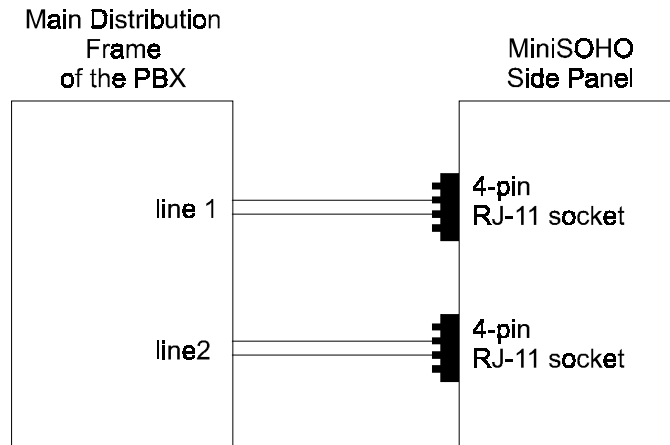 Main Distribution
Frame
of the PBX
MiniSOHO
Side Panel
line 1
4-pin
RJ-11 socket
line2
4-pin
RJ-11 socket